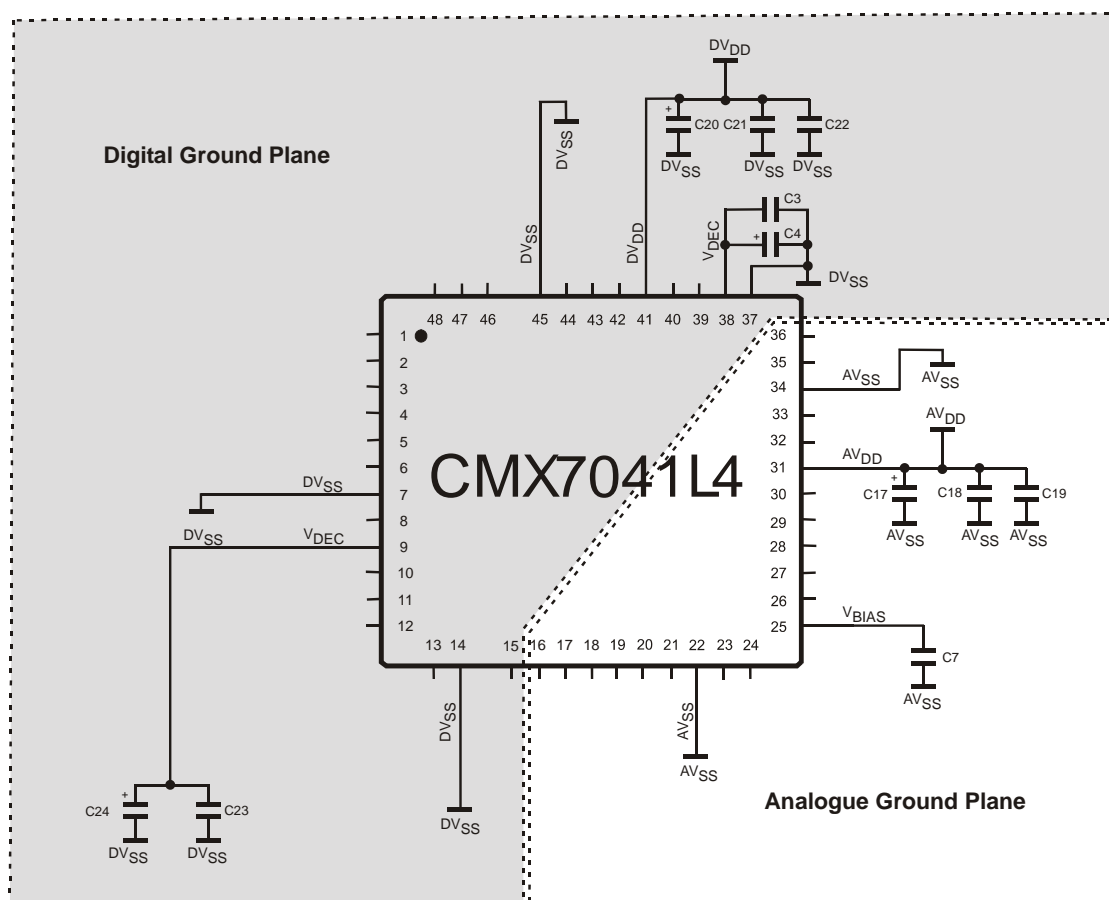 DVDD
+
C20
C21
C22
DVSS
DVSS
DVSS
DVSS
Digital Ground Plane
C3
+
C4
DVSS
DVDD
VDEC
DVSS
48 47 46 45 44 43 42 41 40 39 38 37
1
2
3
4
5
6
7
8
9
10
11
12
36
35
34
33
32
31
30
29
28
27
26
25
CMX7041L4
13 14 15 16 17 18 19 20 21 22 23 24
AVSS
AVSS
AVDD
AVDD
+
C17
C18
C19
AVSS
AVSS
AVSS
DVSS
DVSS
VDEC
VBIAS
C7
AVSS
DVSS
AVSS
AVSS
Analogue Ground Plane
+
C24
C23
DVSS
DVSS
DVSS